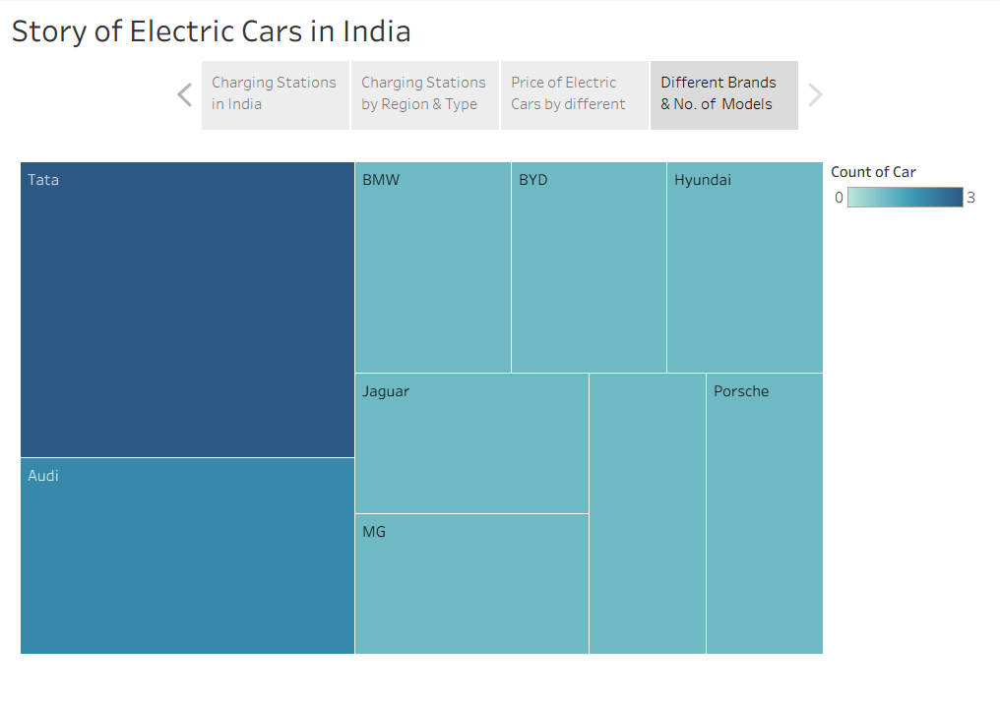 Story of Electric Cars in India
Charging Stations
in India
Charging Stations
by Region & Type
Price of Electric
Cars by different
Different Brands
& No. of Models
Tata
BMW
BYD
Hyundai
Count of Car
0
3
Jaguar
Porsche
Audi
MG